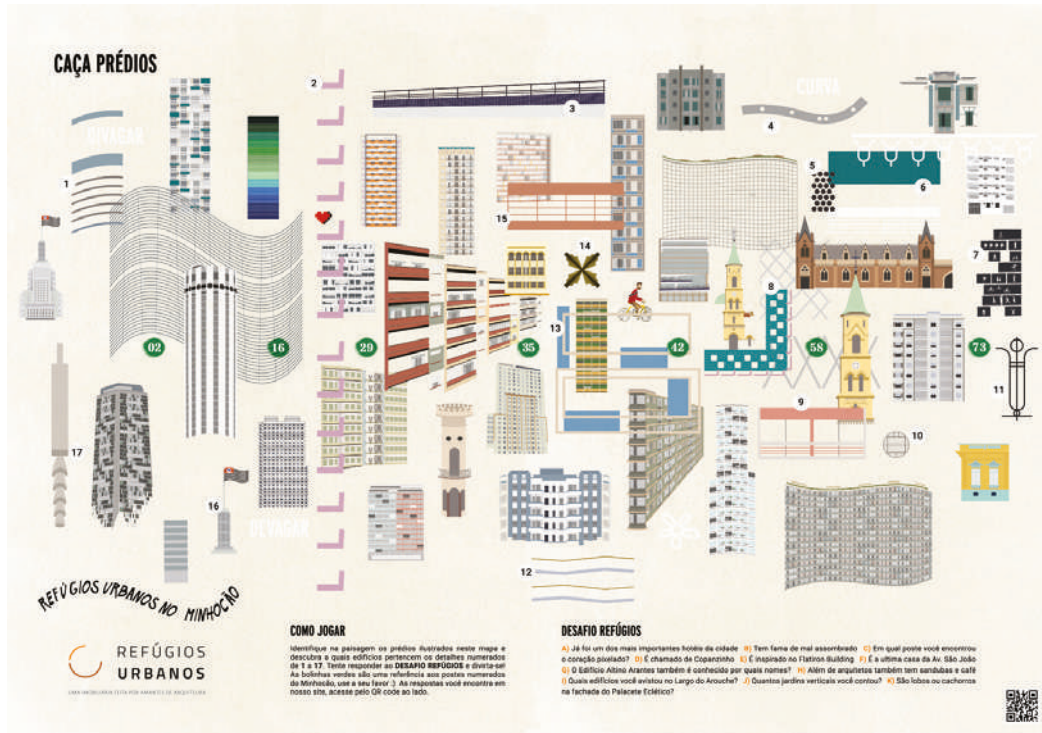 CAÇA PRÉDIOS
DIVAGAR
CURVA
1
2
3
4
5
6
7
8
9
10
11
12
13
14
15
16
17
02
16
29
35
42
58
73
DEVAGAR
REFÚGIOS URBANOS NO MINHOCÃO
REFÚGIOS
URBANOS
UMA IMOBILIÁRIA FEITA POR AMANTES DE ARQUITETURA
COMO JOGAR
Identifique na paisagem os prédios ilustrados neste mapa e
descubra a quais edifícios pertencem os detalhes numerados
de 1 a 17. Tente responder ao DESAFIO REFÚGIOS e divirta-se!
As bolinhas verdes são uma referência aos postes numerados
do Minhocão, use a seu favor :) As respostas você encontra em
nosso site, acesse pelo QR code ao lado.
DESAFIO REFÚGIOS
A) Já foi um dos mais importantes hotéis da cidade B) Tem fama de mal assombrado C) Em qual poste você encontrou
o coração pixelado? D) É chamado de Copanzinho E) É inspirado no Flatiron Building F) É a ultima casa da Av. São João
G) O Edifício Altino Arantes também é conhecido por quais nomes? H) Além de arquitetos também tem sandubas e café
I) Quais edifícios você avistou no Largo do Arouche? J) Quantos jardins verticais você contou? K) São lobos ou cachorros
na fachada do Palacete Eclético?